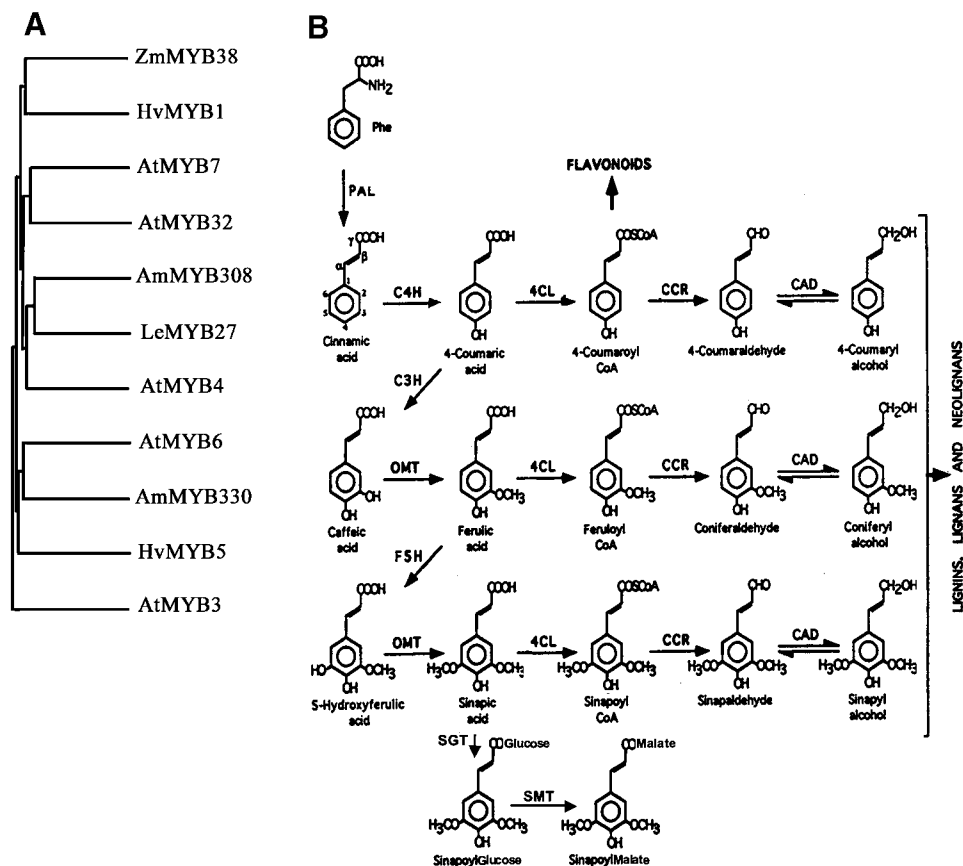 A
ZmMYB38
HvMYB1
AtMYB7
AtMYB32
AmMYB308
LeMYB27
AtMYB4
AtMYB6
AmMYB330
HvMYB5
AtMYB3
B
COOH
NH2
Phe
PAL
FLAVONOIDS
γ COOH
α β
1
6 2
5 3
4
Cinnamic
acid
C4H
COOH
OH
4-Coumaric
acid
4CL
COSCoA
OH
4-Coumaroyl
CoA
CCR
CHO
OH
4-Coumaraldehyde
CAD
CH2OH
OH
4-Coumaryl
alcohol
C3H
COOH
OH
OH
Caffeic
acid
OMT
COOH
OCH3
OH
Ferulic
acid
4CL
COSCoA
OCH3
OH
Feruloyl
CoA
CCR
CHO
OCH3
OH
Coniferaldehyde
CAD
CH2OH
OCH3
OH
Coniferyl
alcohol
F5H
COOH
HO OCH3
OH
5-Hydroxyferulic
acid
OMT
COOH
H3CO OCH3
OH
Sinapic
acid
4CL
COSCoA
H3CO OCH3
OH
Sinapoyl
CoA
CCR
CHO
H3CO OCH3
OH
Sinapaldehyde
CAD
CH2OH
H3CO OCH3
OH
Sinapyl
alcohol
LIGNINS, LIGNANS AND NEOLIGNANS
SGT
COGlucose
H3CO OCH3
OH
SinapoylGlucose
SMT
COMalate
H3CO OCH3
OH
SinapoylMalate